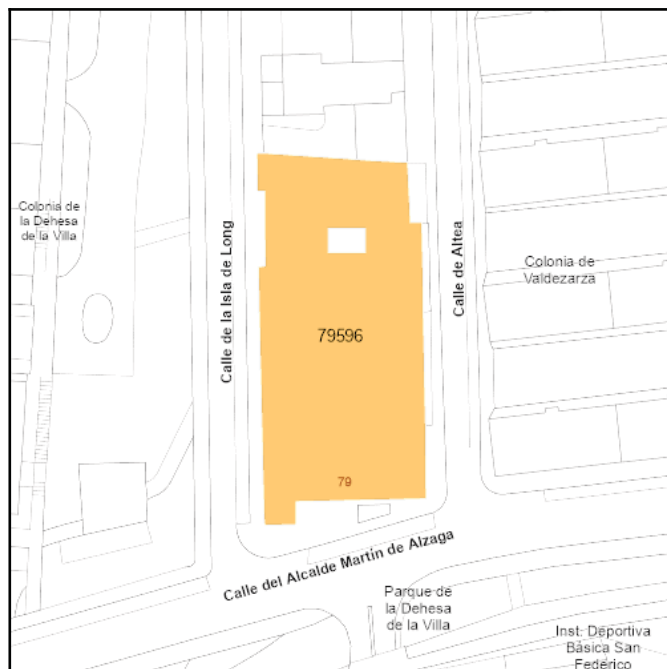 Colonia de
la Dehesa
de la Villa
Calle de la Isla de Long
Calle de Altea
Colonia de
Valdezarza
79596
79
Calle del Alcalde Martín de Alzaga
Parque de
la Dehesa
de la Villa
Inst. Deportiva
Básica San
Federico